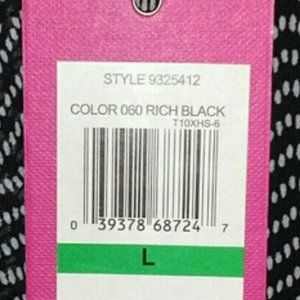 STYLE 9325412
COLOR 060 RICH BLACK
T10XHS-6
0 39378 68724 7
L